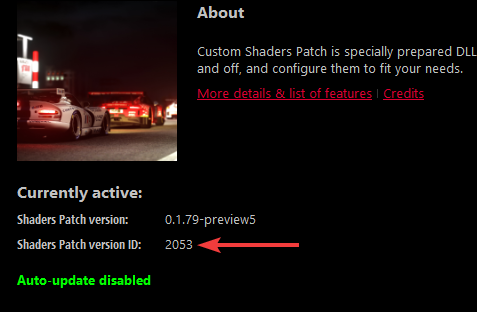 About
Custom Shaders Patch is specially prepared DLL
and off, and configure them to fit your needs.
More details & list of features | Credits
Currently active:
Shaders Patch version: 0.1.79-preview5
Shaders Patch version ID: 2053
Auto-update disabled